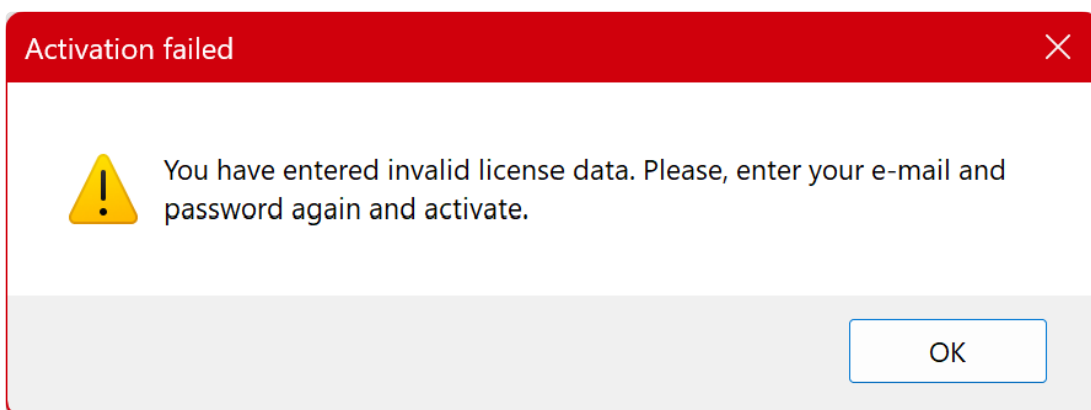 Activation failed
You have entered invalid license data. Please, enter your e-mail and
password again and activate.
OK